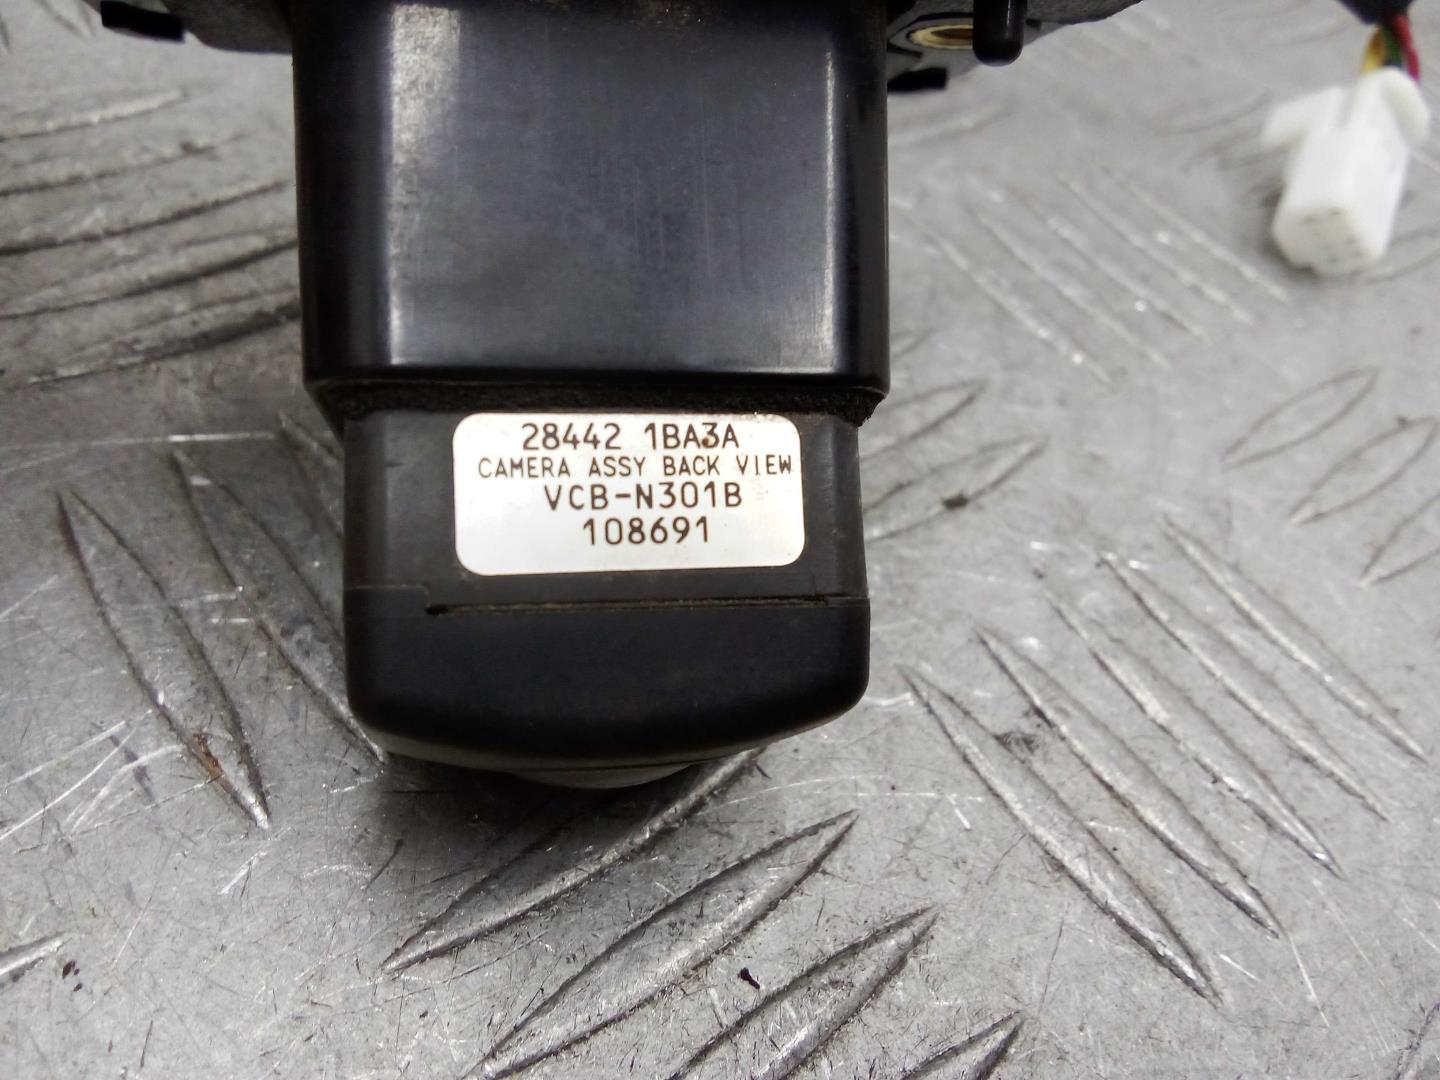 28442 1BA3A
CAMERA ASSY BACK VIEW
VCB-N301B
108691